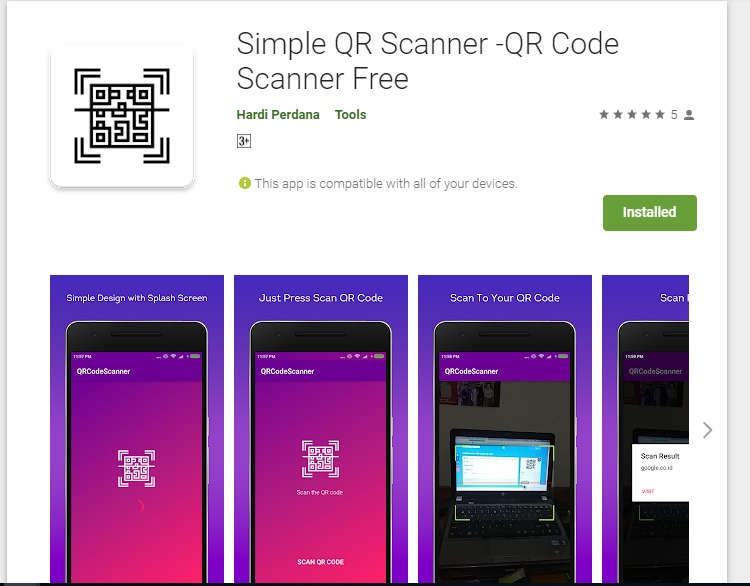 Simple QR Scanner -QR Code
Scanner Free
Hardi Perdana Tools
5
3+
This app is compatible with all of your devices.
Installed
Simple Design with Splash Screen
11:57 PM
QRCodeScanner
Just Press Scan QR Code
11:57 PM
QRCodeScanner
Scan the QR code
SCAN QR CODE
Scan To Your QR Code
11:58 PM
QRCodeScanner
Scan
11:59 PM
QRCodeScanner
Scan Result
google.co.id
VISIT